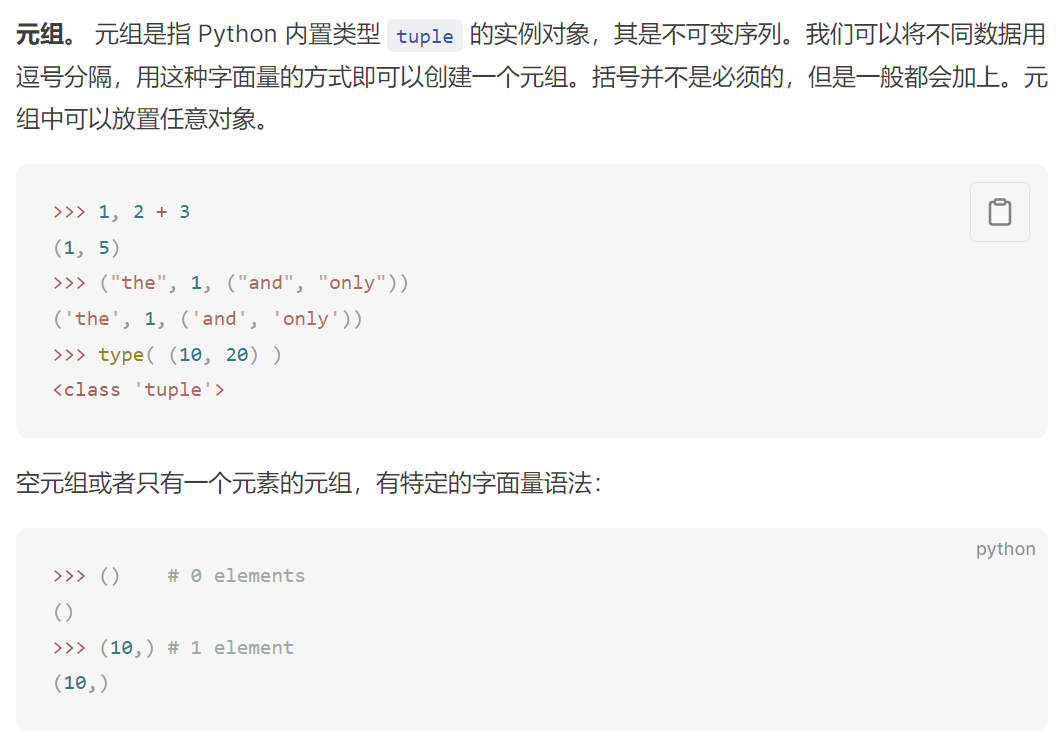 元组。 元组是指 Python 内置类型 tuple 的实例对象，其是不可变序列。我们可以将不同数据用
逗号分隔，用这种字面量的方式即可以创建一个元组。括号并不是必须的，但是一般都会加上。元
组中可以放置任意对象。
>>> 1, 2 + 3
(1, 5)
>>> ("the", 1, ("and", "only"))
('the', 1, ('and', 'only'))
>>> type( (10, 20) )
<class 'tuple'>
空元组或者只有一个元素的元组，有特定的字面量语法：
python
>>> ()    # 0 elements
()
>>> (10,) # 1 element
(10,)